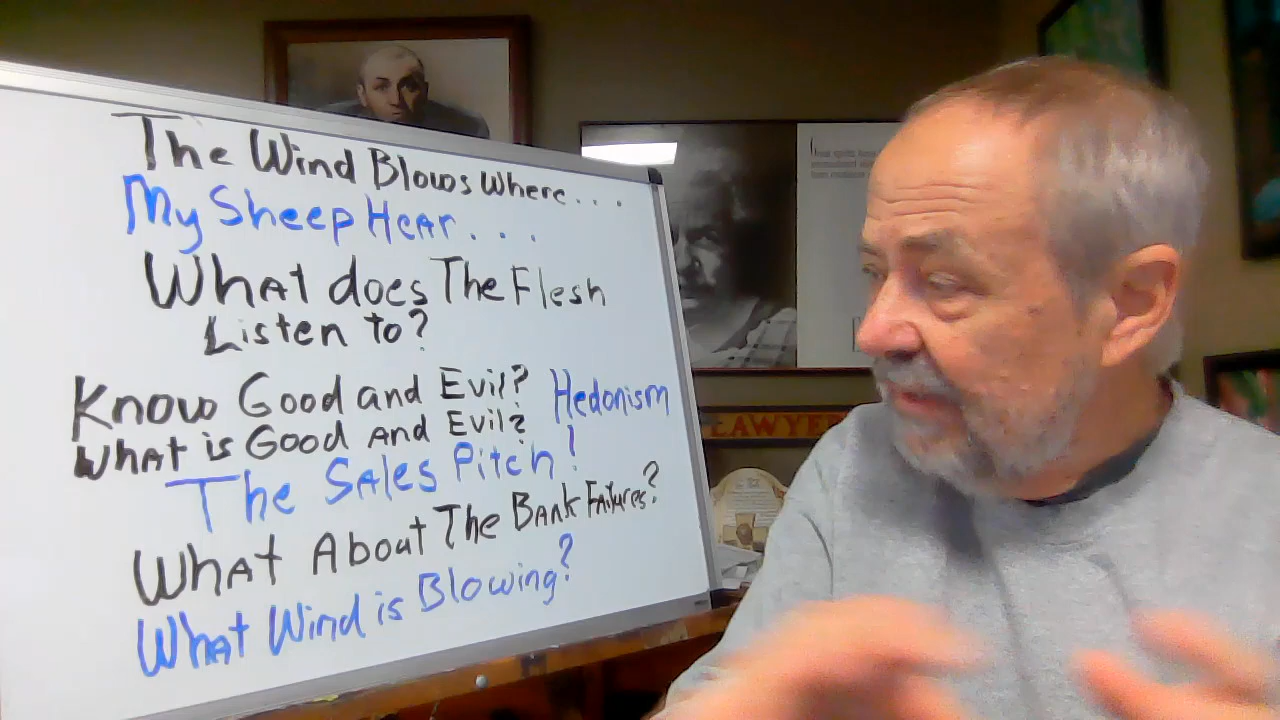 The Wind Blows Where...
My Sheep Hear...
What does The Flesh
Listen to?
Know Good and Evil?
What is Good And Evil?
Hedonism
The Sales Pitch!
What About The Bank Failures?
What Wind is Blowing?
LAWYER